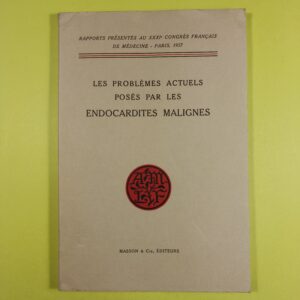 RAPPORTS PRÉSENTÉS AU XXXIe CONGRÈS FRANÇAIS
DE MÉDECINE - PARIS, 1957
LES PROBLÈMES ACTUELS
POSÉS PAR LES
ENDOCARDITES MALIGNES
MASSON & Cie, ÉDITEURS